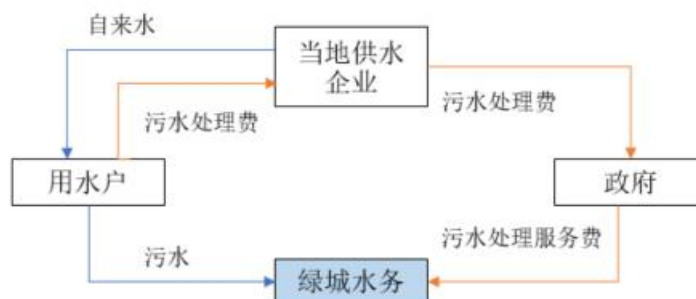 自来水
当地供水
企业
污水处理费
污水处理费
用水户
政府
污水
污水处理服务费
绿城水务